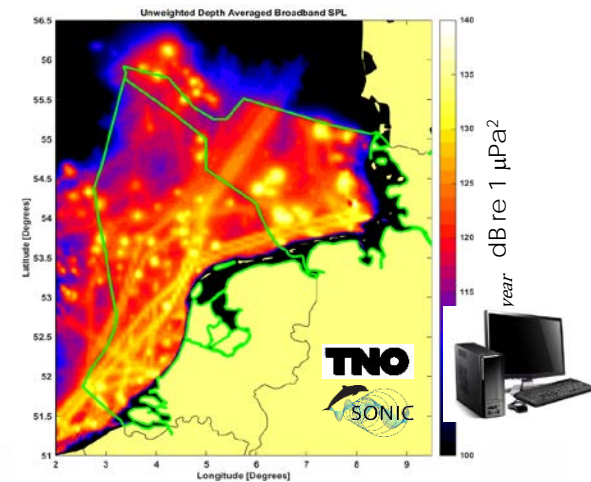 Unweighted Depth Averaged Broadband SPL
56.5
56
55.5
55
54.5
54
53.5
53
52.5
52
51.5
51
Latitude [Degrees]
2 3 4 5 6 7 8 9
Longitude [Degrees]
140
135
130
125
120
115
100
dB re 1 µPa²
year
TNO
SONIC